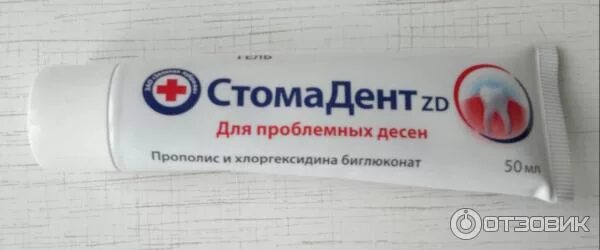 ГЕЛЬ
СтомаДент ZD
Для проблемных десен
Прополис и хлоргексидина биглюконат
50 мл
ОТЗОВИК